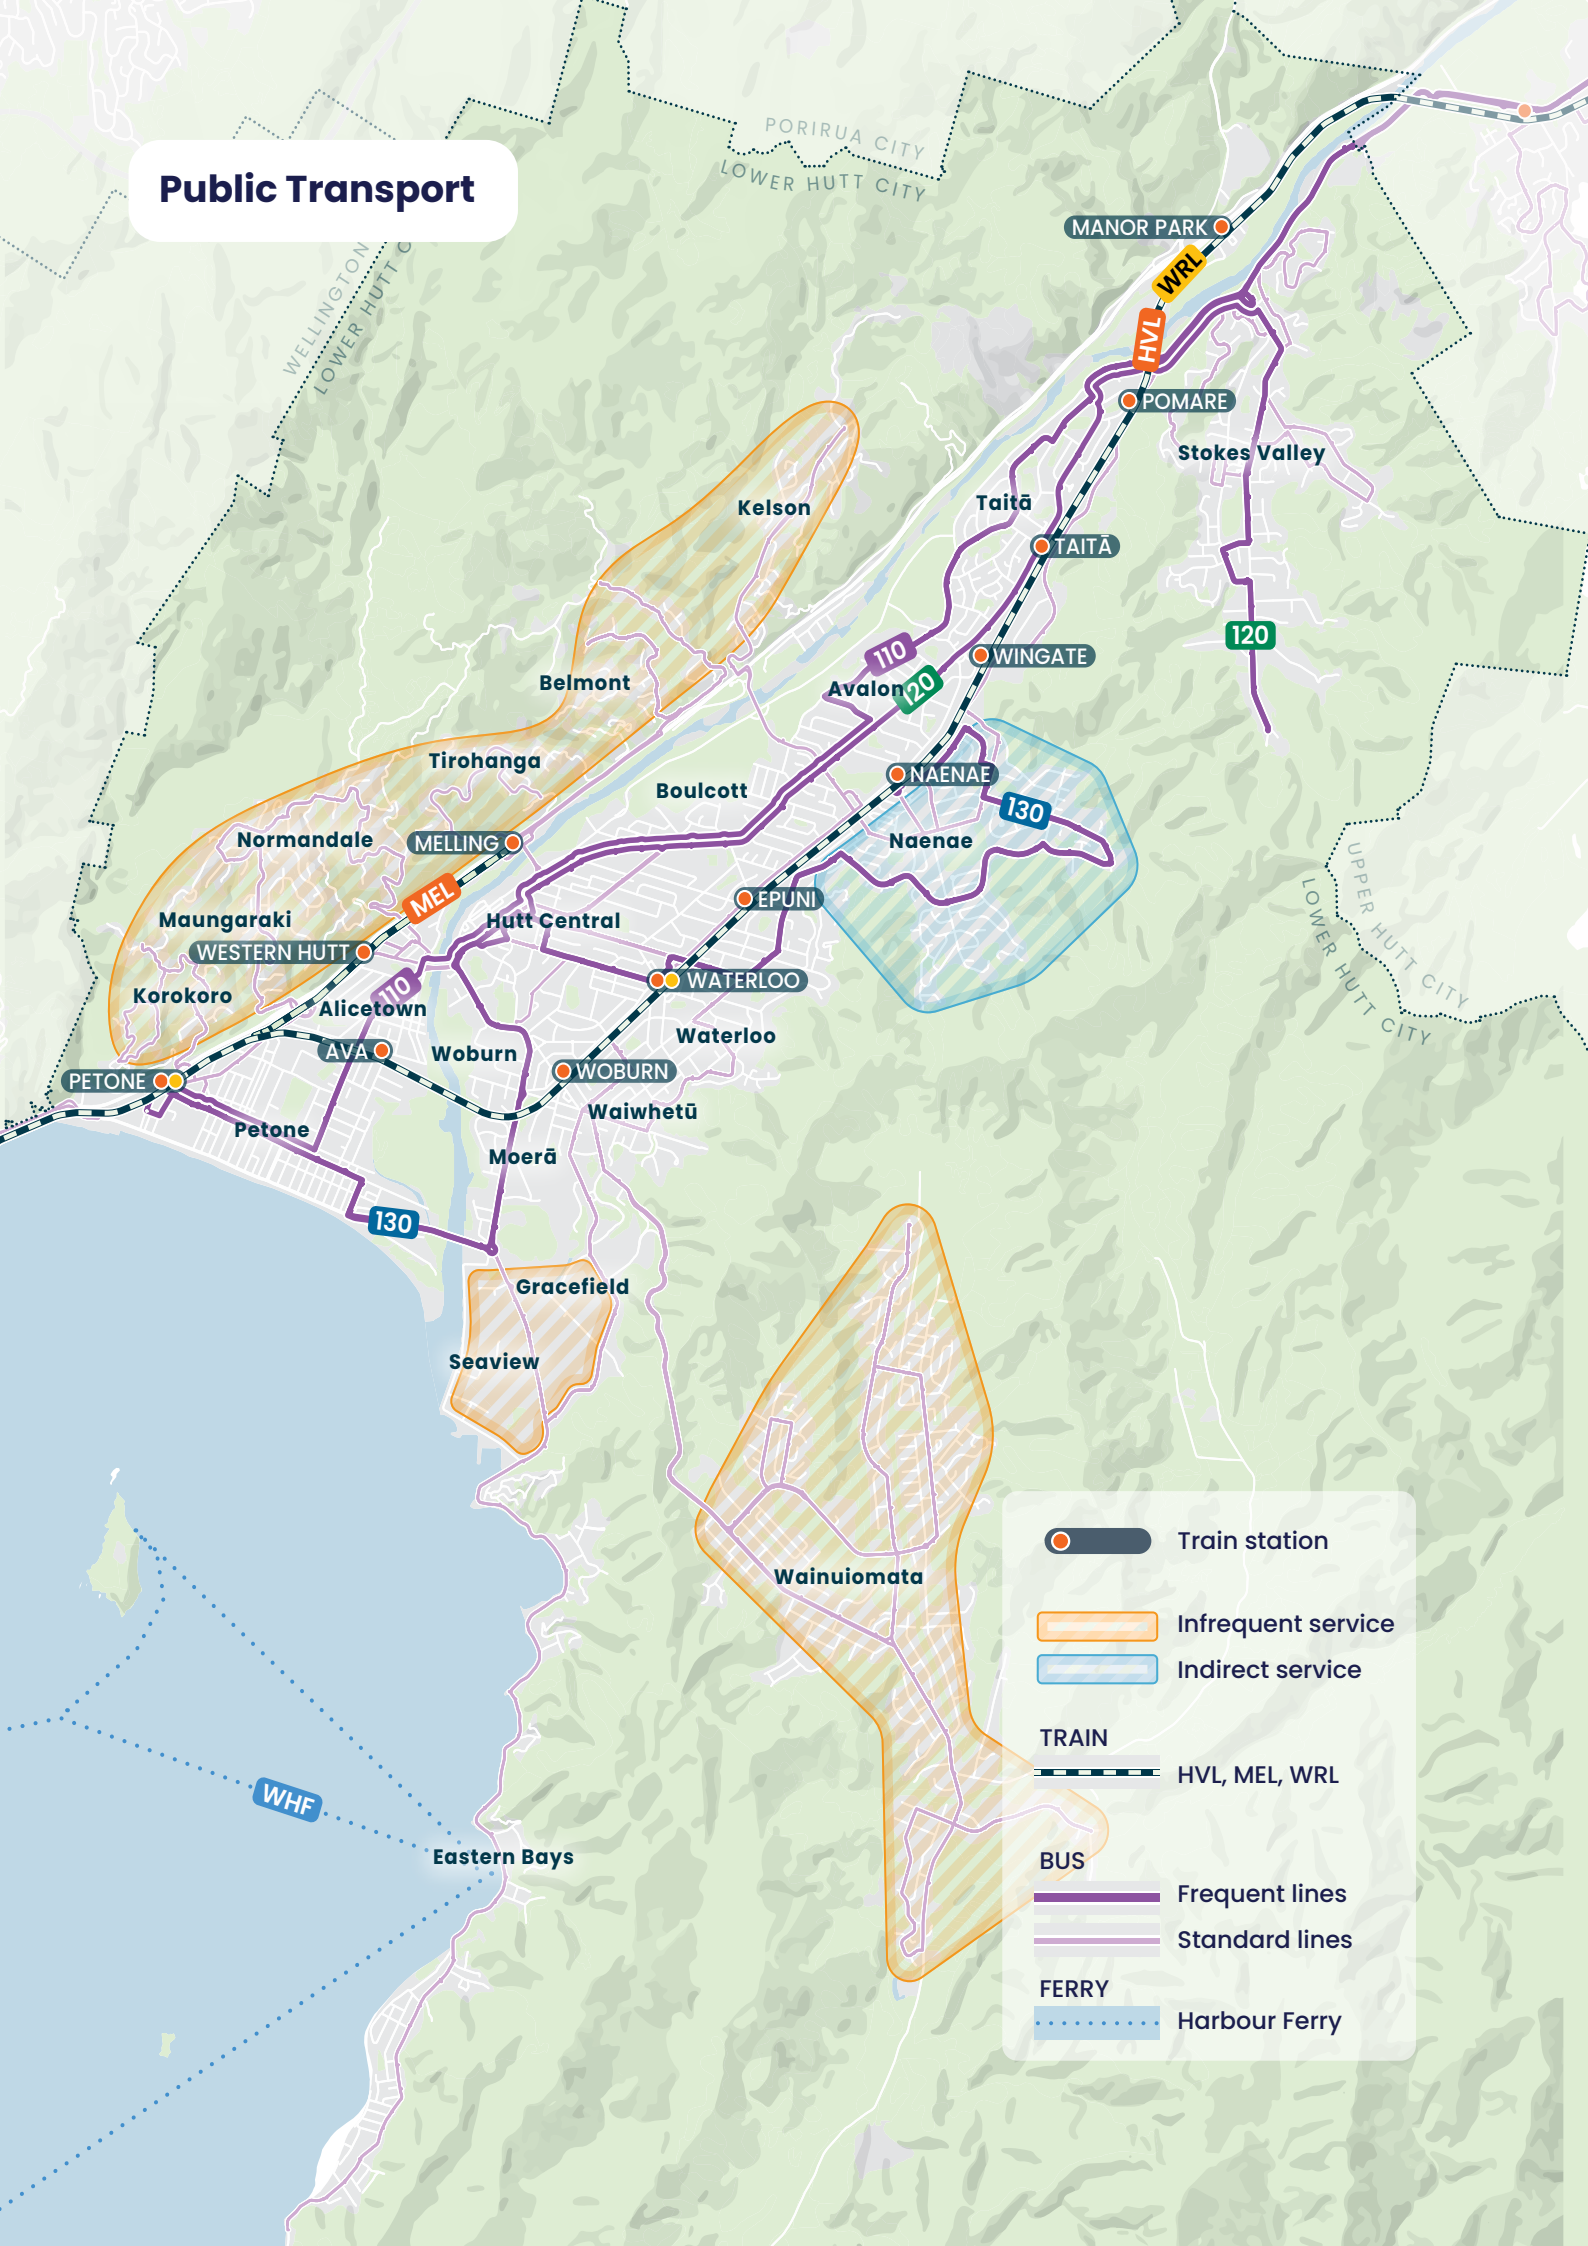 PORIRUA CITY
LOWER HUTT CITY
Public Transport
WELLINGTON
LOWER HUTT C
MANOR PARK
WRL
HVL
POMARE
Stokes Valley
Kelson
Taitā
TAITĀ
120
110
WINGATE
Belmont
Avalon
120
Tirohanga
NAENAE
Boulcott
130
Normandale
MELLING
Naenae
UPPER HUTT CITY
LOWER HUTT CITY
MEL
EPUNI
Maungaraki
Hutt Central
WESTERN HUTT
WATERLOO
110
Korokoro
Alicetown
Waterloo
AVA
Woburn
WOBURN
PETONE
Waiwhetū
Petone
Moerā
130
Gracefield
Seaview
Wainuiomata
WHF
Eastern Bays
Train station
Infrequent service
Indirect service
TRAIN
HVL, MEL, WRL
BUS
Frequent lines
Standard lines
FERRY
Harbour Ferry